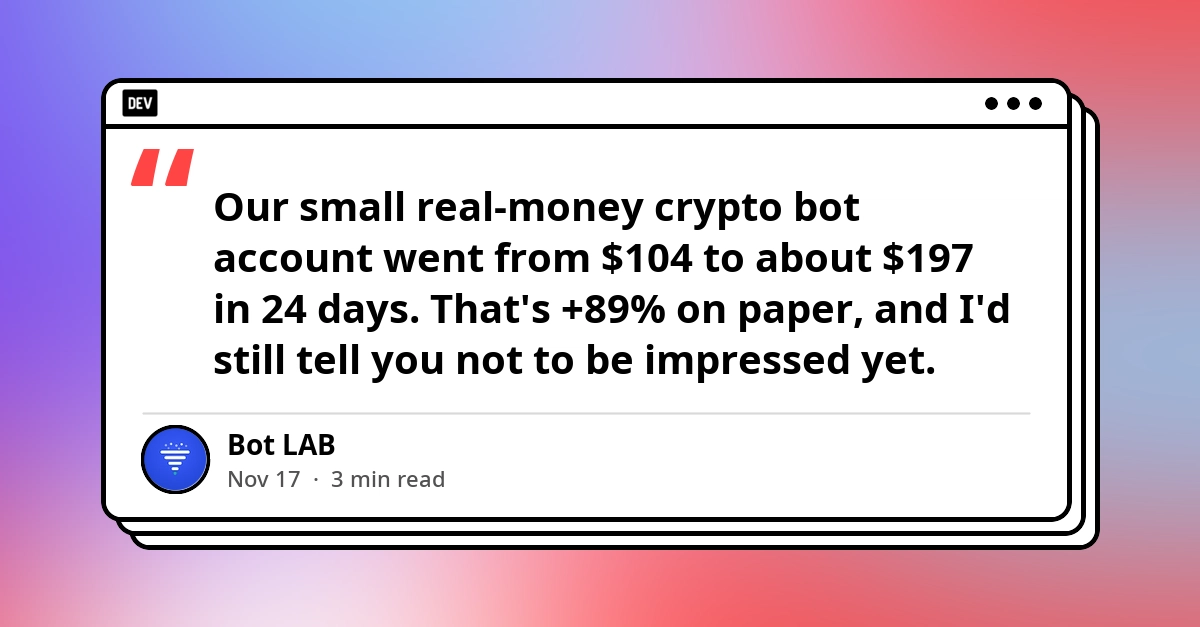 DEV
“
Our small real-money crypto bot
account went from $104 to about $197
in 24 days. That's +89% on paper, and I'd
still tell you not to be impressed yet.
Bot LAB
Nov 17 · 3 min read